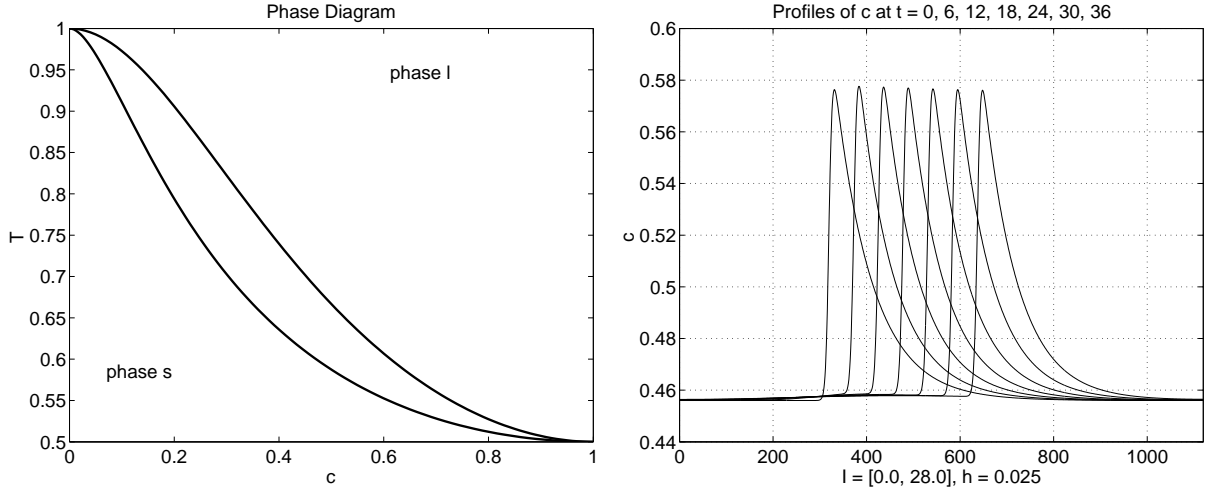 Phase Diagram
1
0.95
0.9
0.85
0.8
0.75
0.7
0.65
0.6
0.55
0.5
T
phase l
phase s
0 0.2 0.4 0.6 0.8 1
c
Profiles of c at t = 0, 6, 12, 18, 24, 30, 36
0.6
0.58
0.56
0.54
0.52
0.5
0.48
0.46
0.44
c
0 200 400 600 800 1000
I = [0.0, 28.0], h = 0.025